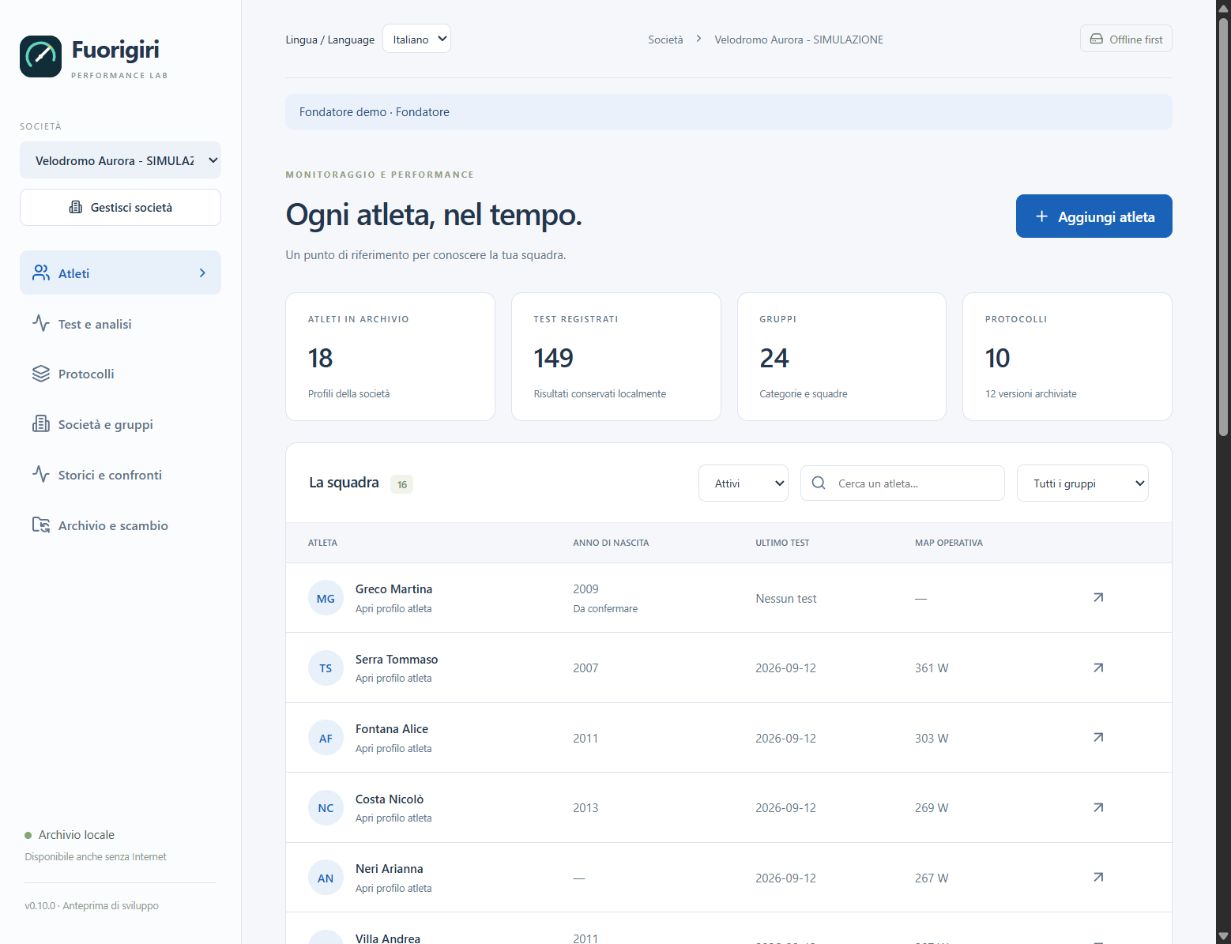 Fuorigiri
PERFORMANCE LAB
SOCIETÀ
Velodromo Aurora - SIMULAZ
Gestisci società
Atleti
Test e analisi
Protocolli
Società e gruppi
Storici e confronti
Archivio e scambio
Archivio locale
Disponibile anche senza Internet
v0.10.0 · Anteprima di sviluppo
Lingua / Language Italiano
Società > Velodromo Aurora - SIMULAZIONE
Offline first
Fondatore demo · Fondatore
MONITORAGGIO E PERFORMANCE
Ogni atleta, nel tempo.
Un punto di riferimento per conoscere la tua squadra.
+ Aggiungi atleta
ATLETI IN ARCHIVIO
18
Profili della società
TEST REGISTRATI
149
Risultati conservati localmente
GRUPPI
24
Categorie e squadre
PROTOCOLLI
10
12 versioni archiviate
La squadra 16
Attivi
Cerca un atleta...
Tutti i gruppi
ATLETA ANNO DI NASCITA ULTIMO TEST MAP OPERATIVA
MG Greco Martina 2009 Nessun test —
Apri profilo atleta Da confermare
TS Serra Tommaso 2007 2026-09-12 361 W
Apri profilo atleta
AF Fontana Alice 2011 2026-09-12 303 W
Apri profilo atleta
NC Costa Nicolò 2013 2026-09-12 269 W
Apri profilo atleta
AN Neri Arianna — 2026-09-12 267 W
Apri profilo atleta
Villa Andrea 2011